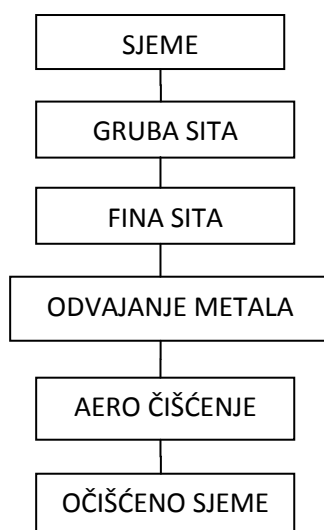 SJEME
GRUBA SITA
FINA SITA
ODVAJANJE METALA
AERO ČIŠĆENJE
OČIŠĆENO SJEME